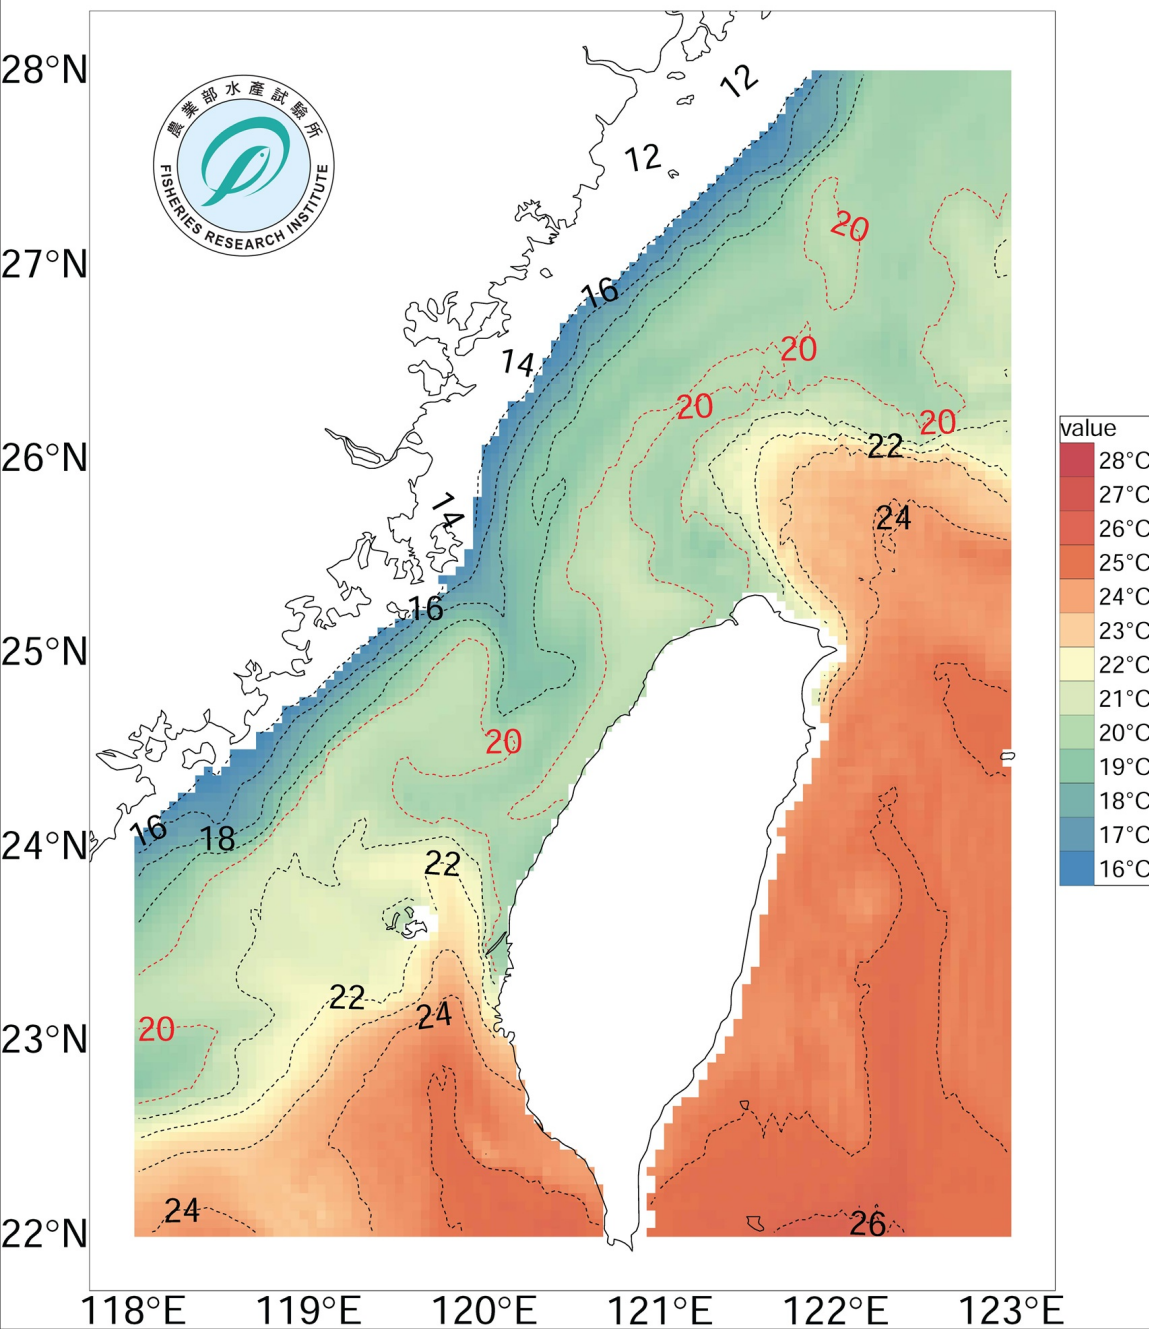 28°N
27°N
26°N
25°N
24°N
23°N
22°N
118°E 119°E 120°E 121°E 122°E 123°E
農業部水產試驗所
FISHERIES RESEARCH INSTITUTE
12
12
20
16
20
14
20
20
22
14
24
16
20
16
18
22
22
24
20
24
26
value
28°C
27°C
26°C
25°C
24°C
23°C
22°C
21°C
20°C
19°C
18°C
17°C
16°C